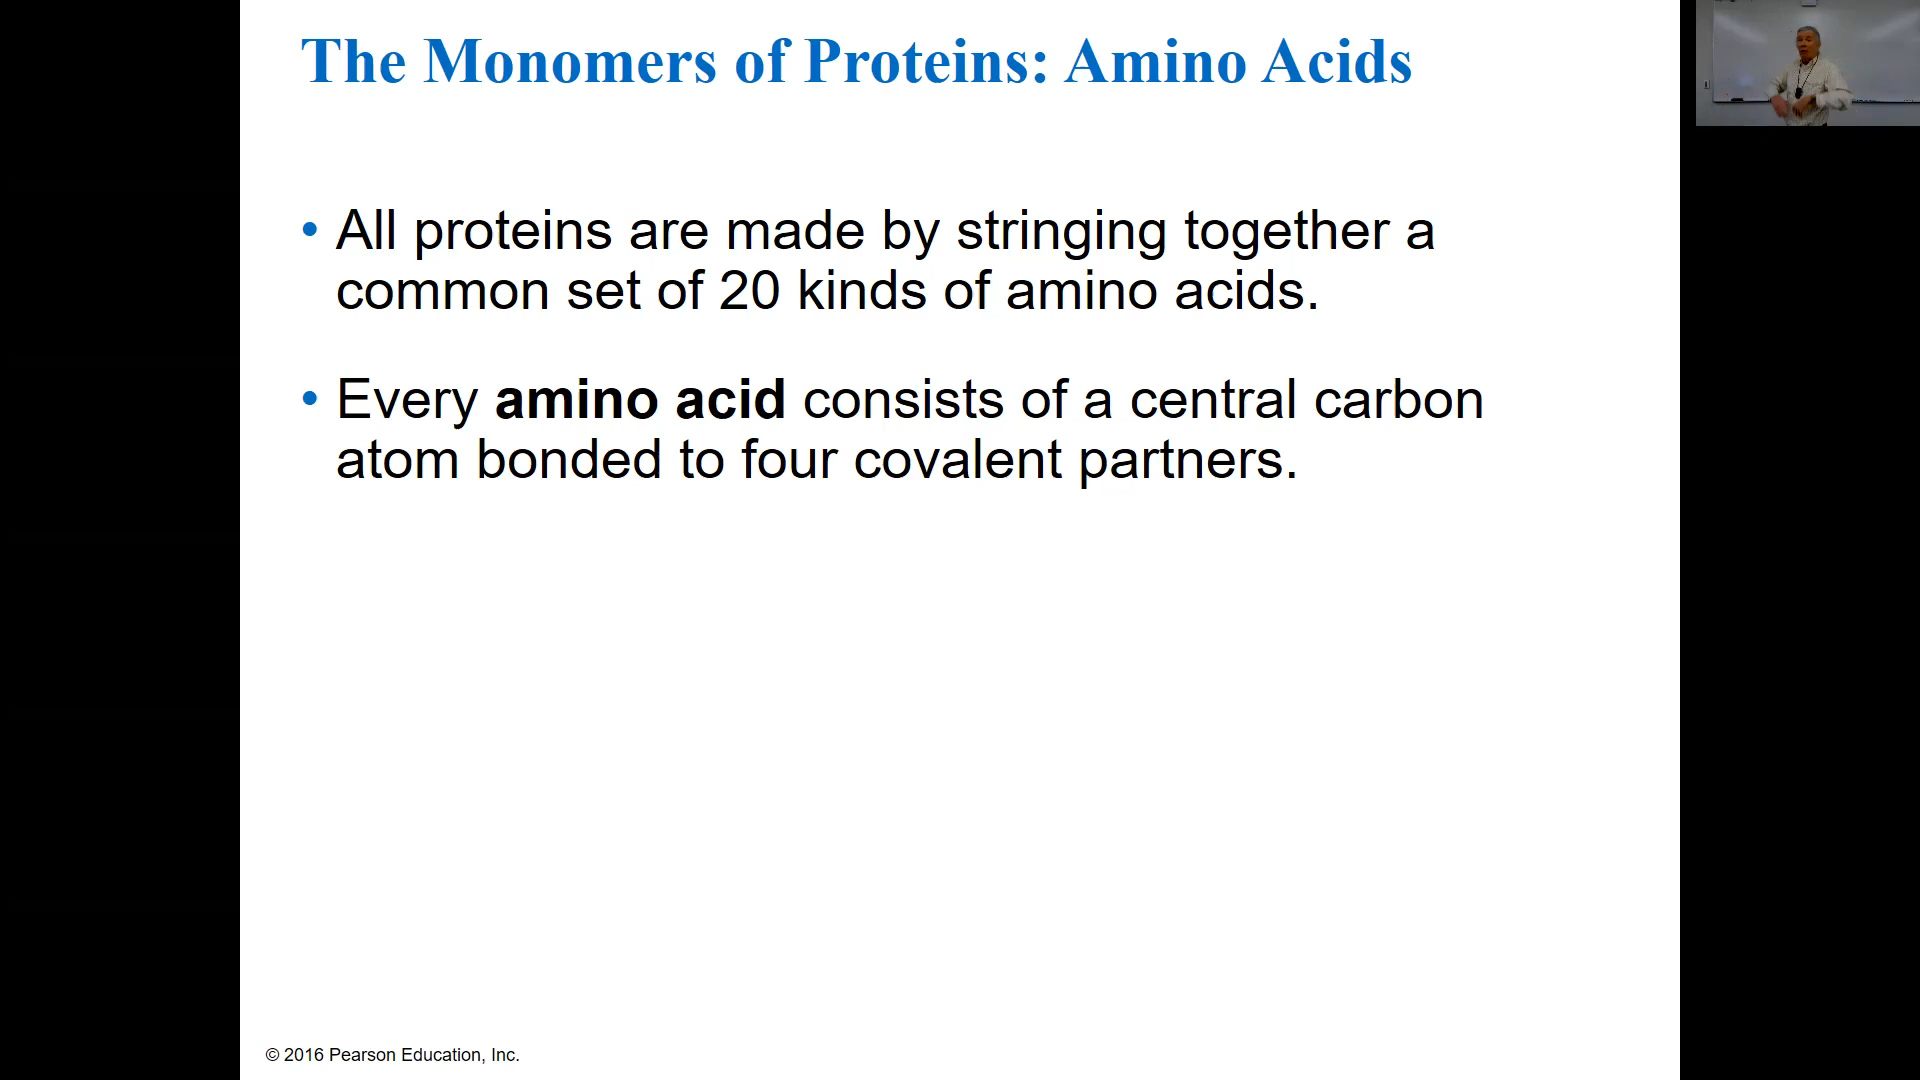 The Monomers of Proteins: Amino Acids
• All proteins are made by stringing together a
common set of 20 kinds of amino acids.
• Every amino acid consists of a central carbon
atom bonded to four covalent partners.
© 2016 Pearson Education, Inc.